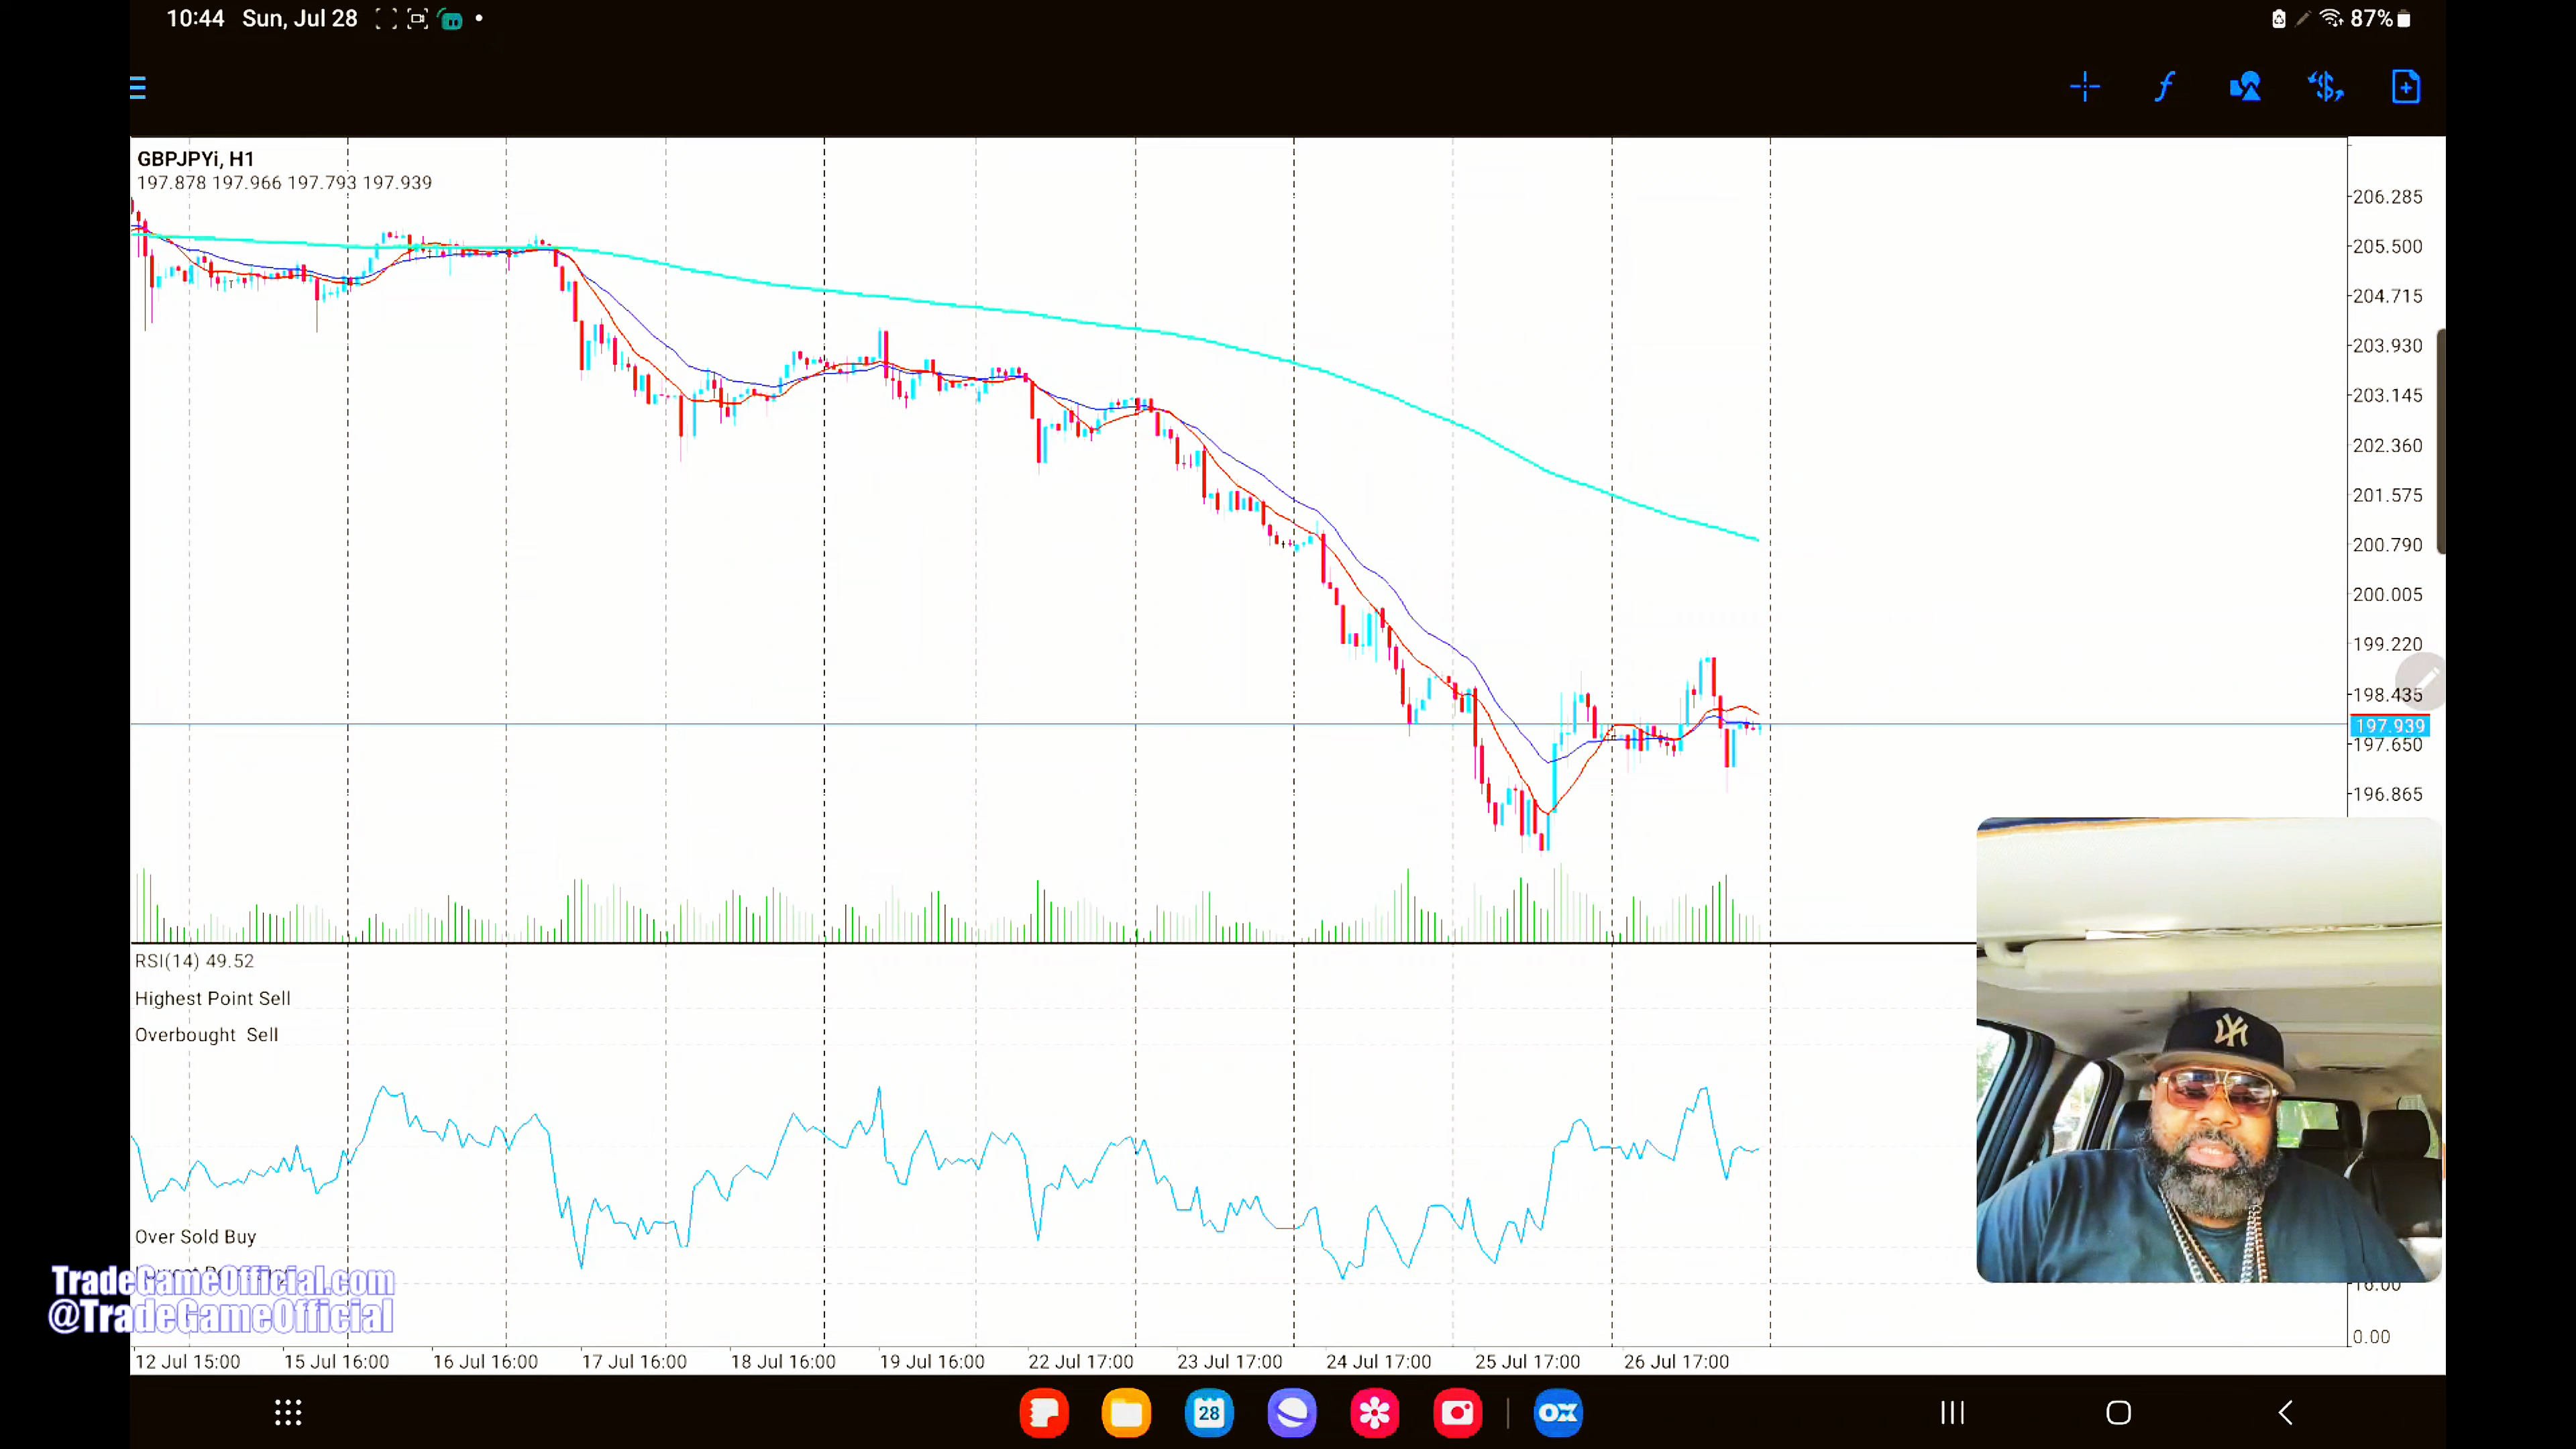 10:44 Sun, Jul 28
87%
GBPJPYi, H1
197.878 197.966 197.793 197.939
206.285
205.500
204.715
203.930
203.145
202.360
201.575
200.790
200.005
199.220
198.435
197.939
197.650
196.865
RSI(14) 49.52
Highest Point Sell
Overbought Sell
Over Sold Buy
TradeGameOfficial.com
@TradeGameOfficial
16.00
0.00
12 Jul 15:00 15 Jul 16:00 16 Jul 16:00 17 Jul 16:00 18 Jul 16:00 19 Jul 16:00 22 Jul 17:00 23 Jul 17:00 24 Jul 17:00 25 Jul 17:00 26 Jul 17:00
28
OX